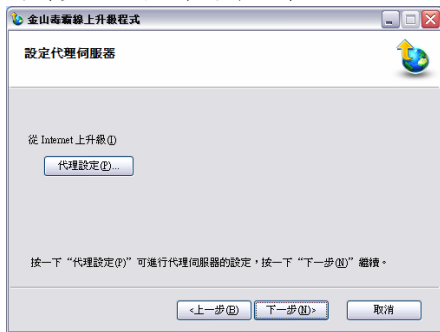 金山毒霸線上升級程式
設定代理伺服器
從 Internet 上升級(I)
代理設定(P)...
按一下“代理設定(P)”可進行代理伺服器的設定，按一下“下一步(N)”繼續。
<上一步(B) 下一步(N)> 取消